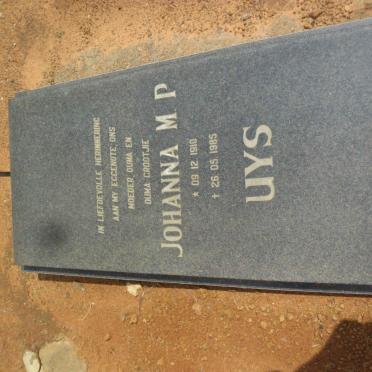 IN LIEFDEVOLLE HERINNERING
AAN MY EGGENOTE, ONS
MOEDER, OUMA EN
OUMA GROOTJIE
JOHANNA M P
* 09.12.1910
† 26.05.1985
UYS